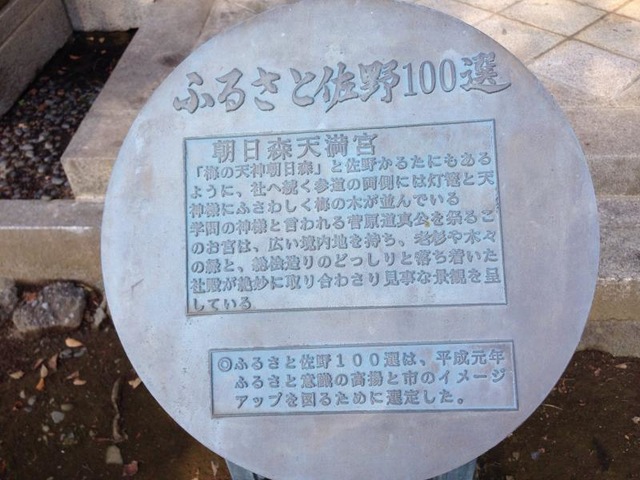 ふるさと佐野100選
朝日森天満宮
「梅の天神朝日森」と佐野かるたにもある
ように、社へ続く参道の両側には灯篭と天
神様にふさわしく梅の木が並んでいる
学問の神様と言われる菅原道真公を祭るこ
のお宮は、広い境内地を持ち、老杉や木々
の緑と、総桧造りのどっしりと落ち着いた
社殿が絶妙に取り合わさり見事な景観を呈
している
◎ふるさと佐野100選は、平成元年
ふるさと意識の高揚と市のイメージ
アップを図るために選定した。